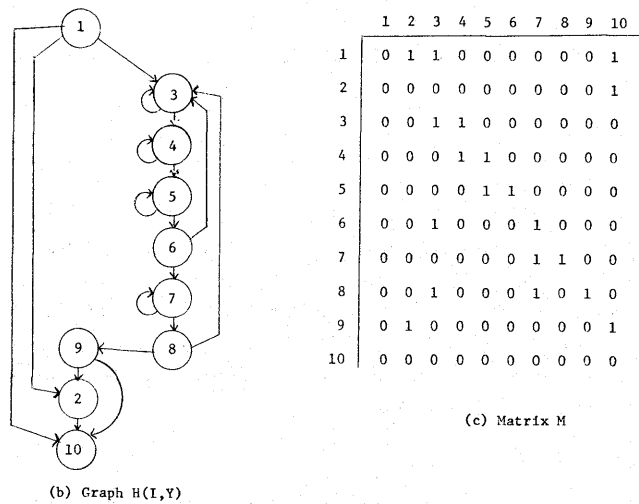 1
3
4
5
6
7
8
9
2
10
(b) Graph H(I,Y)
1 2 3 4 5 6 7 8 9 10
1 0 1 1 0 0 0 0 0 0 1
2 0 0 0 0 0 0 0 0 0 1
3 0 0 1 1 0 0 0 0 0 0
4 0 0 0 1 1 0 0 0 0 0
5 0 0 0 0 1 1 0 0 0 0
6 0 0 1 0 0 0 1 0 0 0
7 0 0 0 0 0 0 1 1 0 0
8 0 0 1 0 0 0 1 0 1 0
9 0 1 0 0 0 0 0 0 0 1
10 0 0 0 0 0 0 0 0 0 0
(c) Matrix M